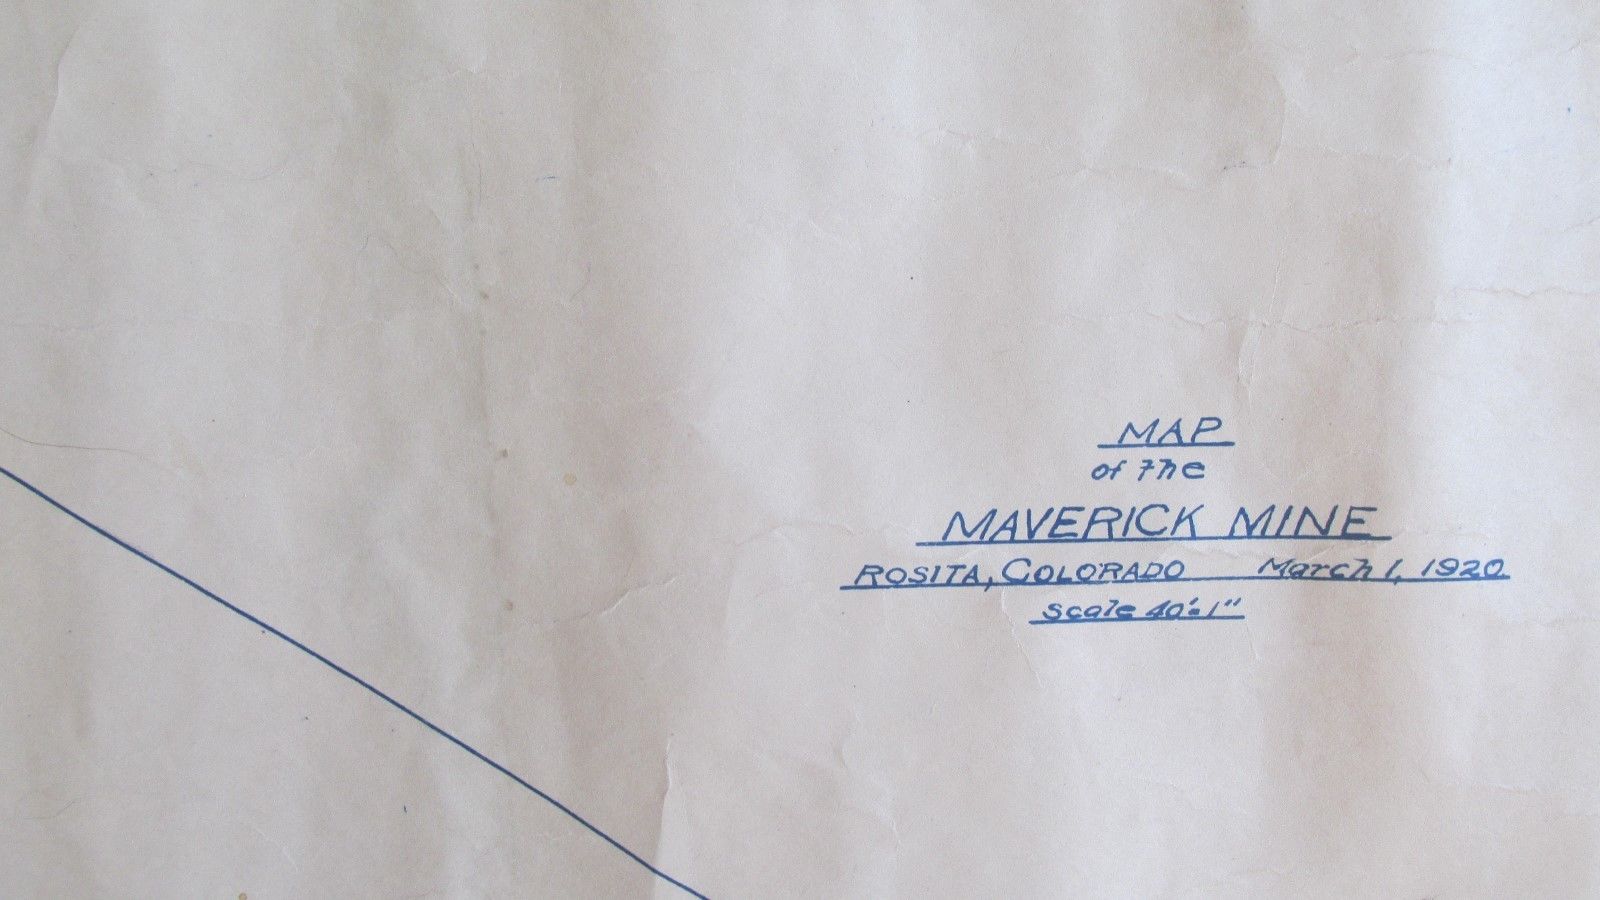 MAP
of the
MAVERICK MINE
ROSITA, COLORADO March 1, 1920.
Scale 40'=1"